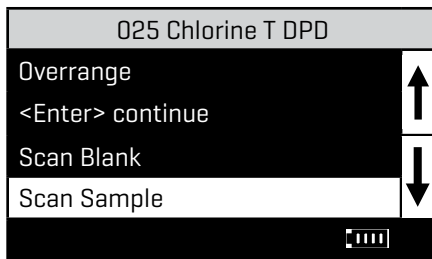 025 Chlorine T DPD
Overrange
<Enter> continue
Scan Blank
Scan Sample